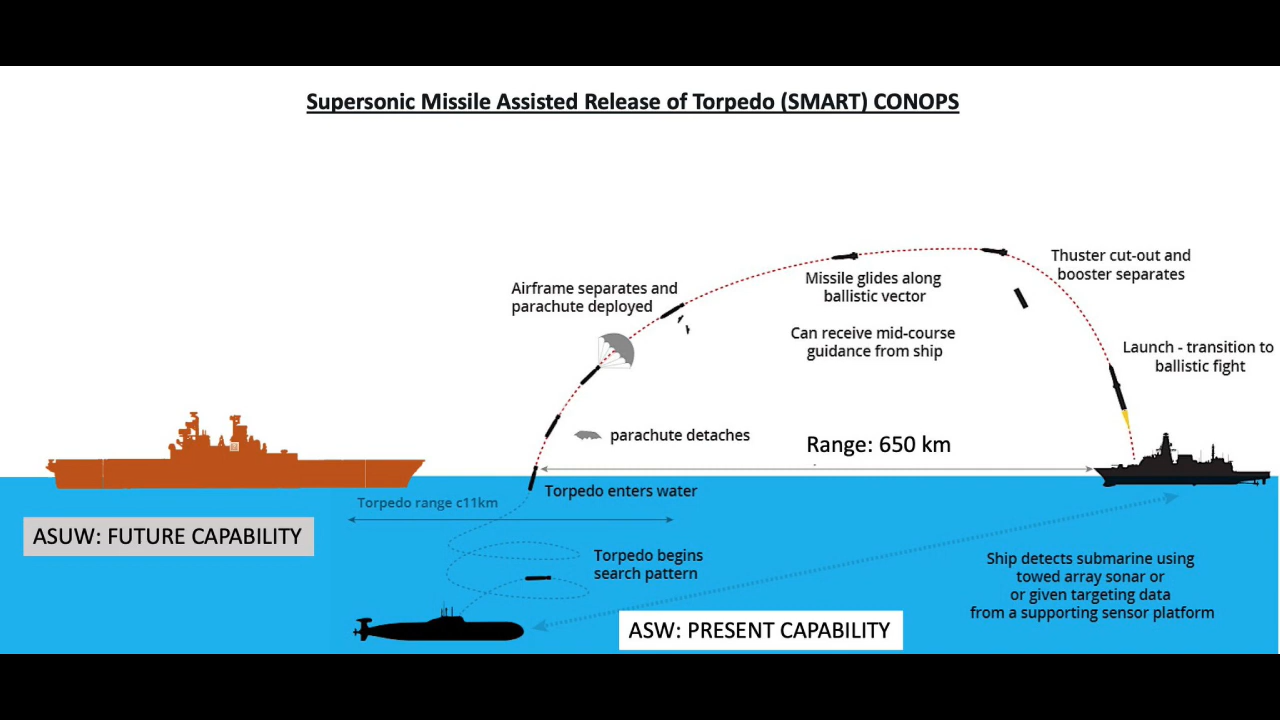 Supersonic Missile Assisted Release of Torpedo (SMART) CONOPS
Thuster cut-out and
booster separates
Missile glides along
ballistic vector
Airframe separates and
parachute deployed
Can receive mid-course
guidance from ship
Launch - transition to
ballistic fight
parachute detaches
Range: 650 km
Torpedo enters water
Torpedo range c11km
ASUW: FUTURE CAPABILITY
Torpedo begins
search pattern
Ship detects submarine using
towed array sonar or
or given targeting data
from a supporting sensor platform
ASW: PRESENT CAPABILITY